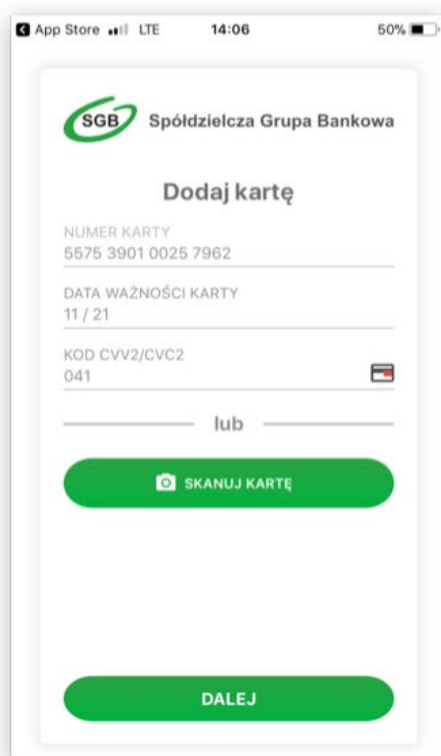 App Store LTE 14:06 50%
SGB Spółdzielcza Grupa Bankowa
Dodaj kartę
NUMER KARTY
5575 3901 0025 7962
DATA WAŻNOŚCI KARTY
11 / 21
KOD CVV2/CVC2
041
lub
SKANUJ KARTĘ
DALEJ